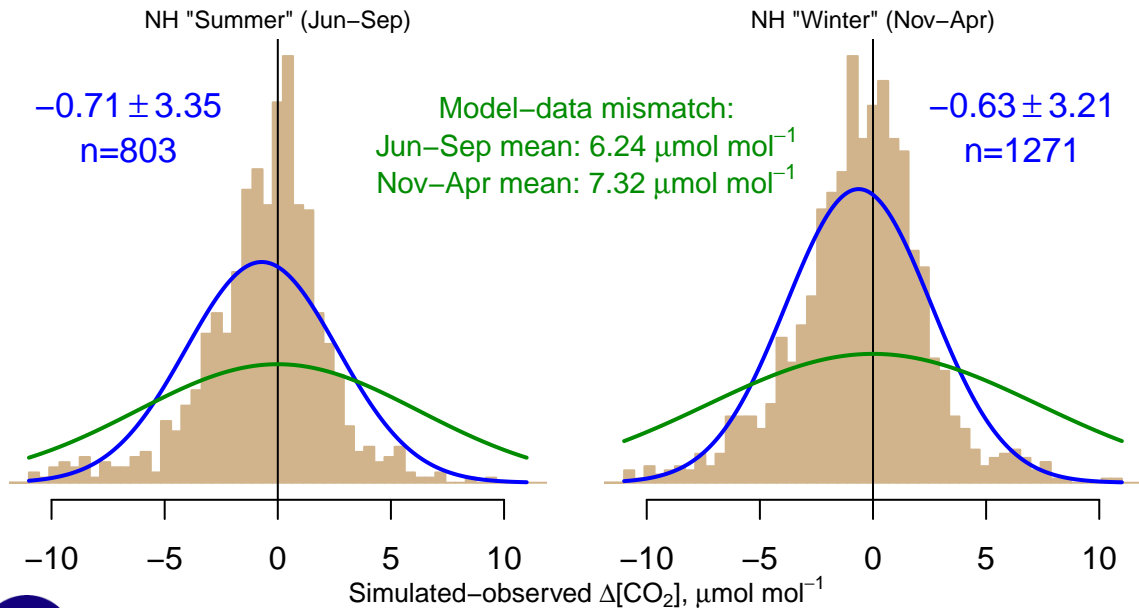 NH "Summer" (Jun−Sep)
NH "Winter" (Nov−Apr)
−0.71 ± 3.35
n=803
Model−data mismatch:
Jun−Sep mean: 6.24 μmol mol⁻¹
Nov−Apr mean: 7.32 μmol mol⁻¹
−0.63 ± 3.21
n=1271
−10 −5 0 5 10
−10 −5 0 5 10
Simulated−observed Δ[CO₂], μmol mol⁻¹